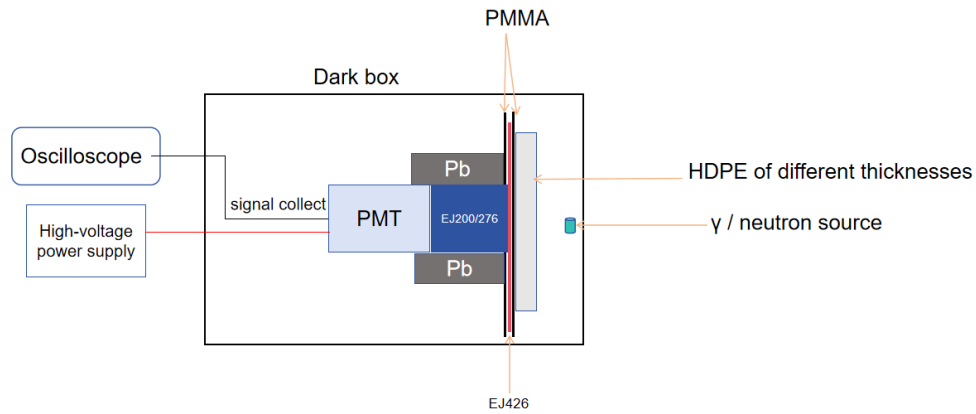 PMMA
Dark box
Oscilloscope
Pb
HDPE of different thicknesses
signal collect
PMT
EJ200/276
γ / neutron source
High-voltage
power supply
Pb
EJ426